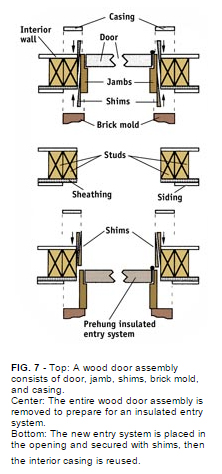 Casing
Interior
wall
Door
Jambs
Shims
Brick mold
Studs
Sheathing
Siding
Shims
Prehung insulated
entry system
FIG. 7 - Top: A wood door assembly
consists of door, jamb, shims, brick mold,
and casing.
Center: The entire wood door assembly is
removed to prepare for an insulated entry
system.
Bottom: The new entry system is placed in
the opening and secured with shims, then
the interior casing is reused.